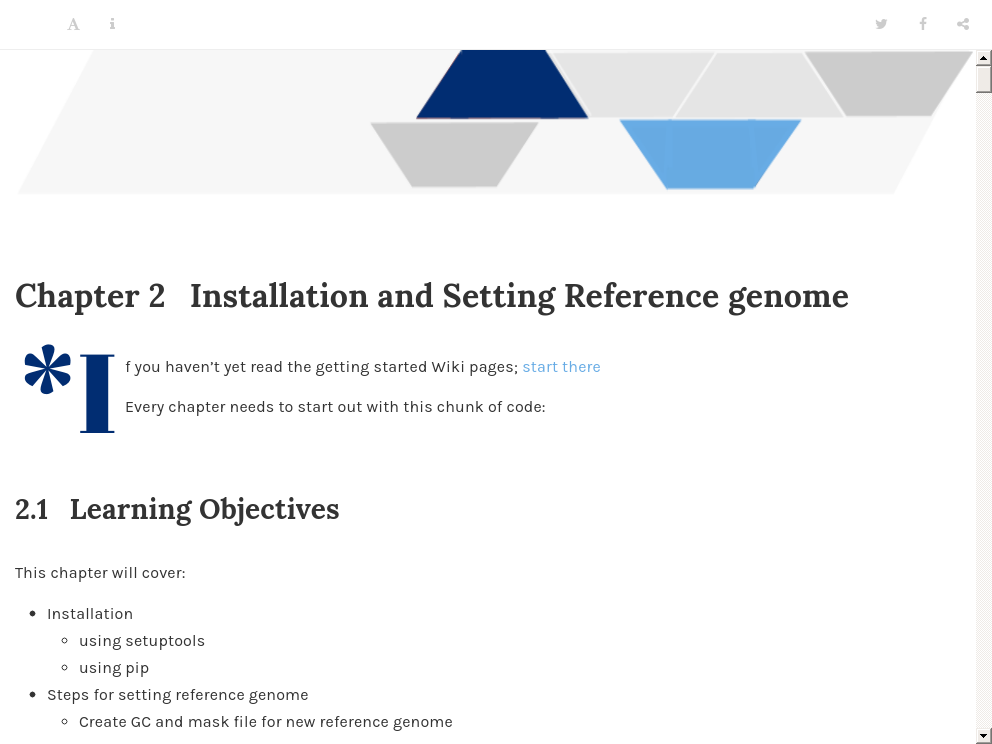 Chapter 2 Installation and Setting Reference genome
*If you haven’t yet read the getting started Wiki pages; start there
Every chapter needs to start out with this chunk of code:
2.1 Learning Objectives
This chapter will cover:
• Installation
◦ using setuptools
◦ using pip
• Steps for setting reference genome
◦ Create GC and mask file for new reference genome